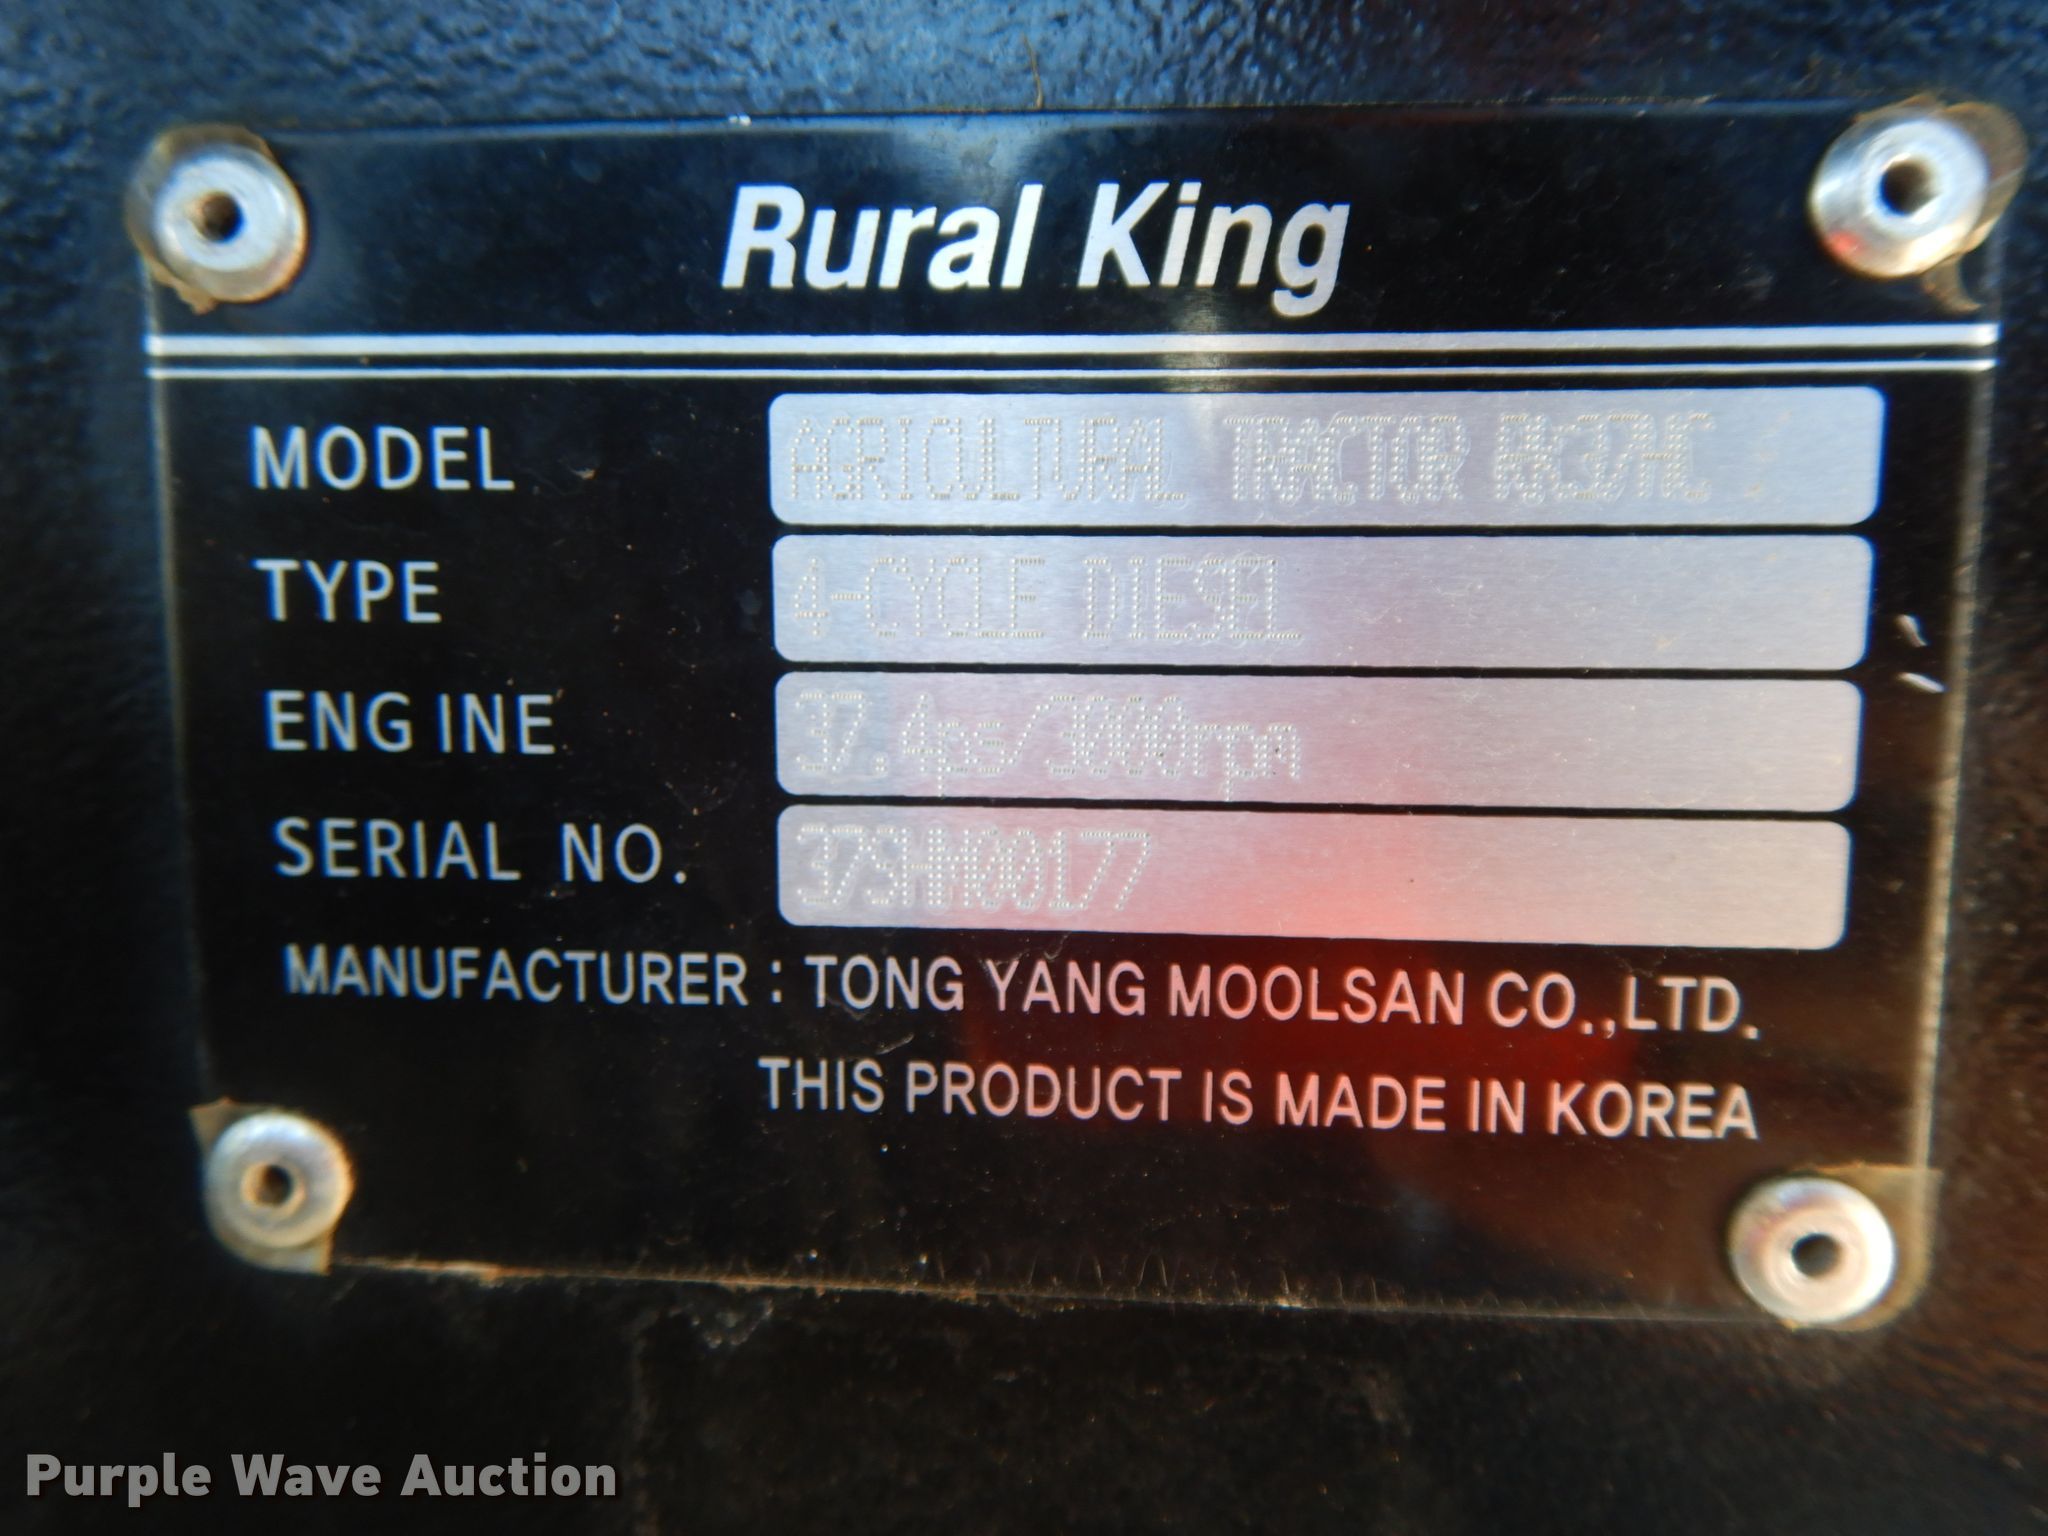 Rural King
MODEL AGRICULTURAL TRACTOR RK37HC
TYPE 4-CYCLE DIESEL
ENGINE 37.4ps/3000rpm
SERIAL NO.
MANUFACTURER : TONG YANG MOOLSAN CO.,LTD.
THIS PRODUCT IS MADE IN KOREA
Purple Wave Auction